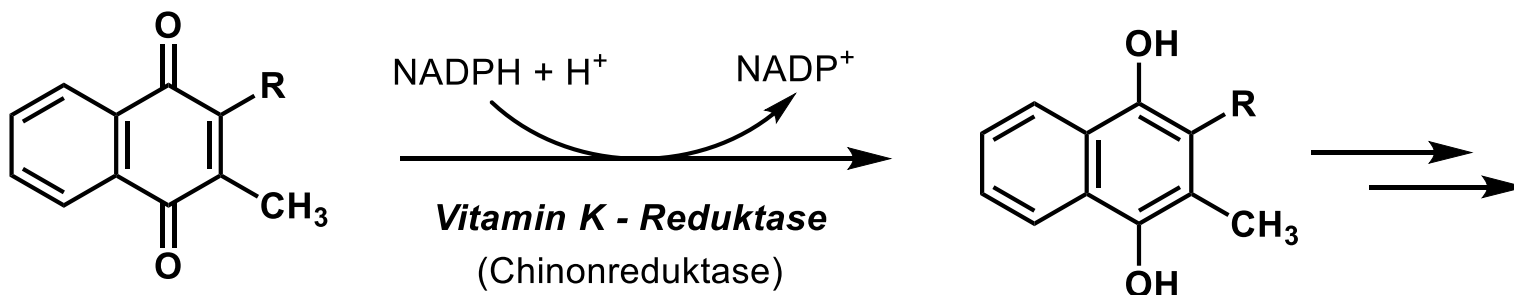 O
R
CH₃
O
NADPH + H⁺
NADP⁺
Vitamin K - Reduktase
(Chinonreduktase)
OH
R
CH₃
OH